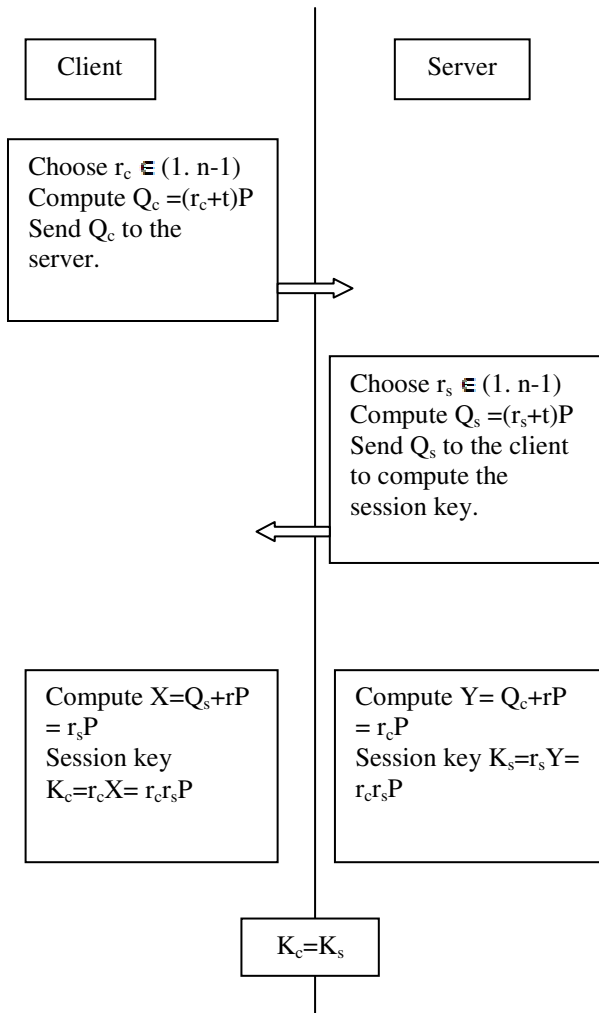 Client
Server
Choose r_c ∈ (1. n-1)
Compute Q_c =(r_c+t)P
Send Q_c to the
server.
Choose r_s ∈ (1. n-1)
Compute Q_s =(r_s+t)P
Send Q_s to the client
to compute the
session key.
Compute X=Q_s+rP
= r_sP
Session key
K_c=r_cX= r_cr_sP
Compute Y= Q_c+rP
= r_cP
Session key K_s=r_sY=
r_cr_sP
K_c=K_s